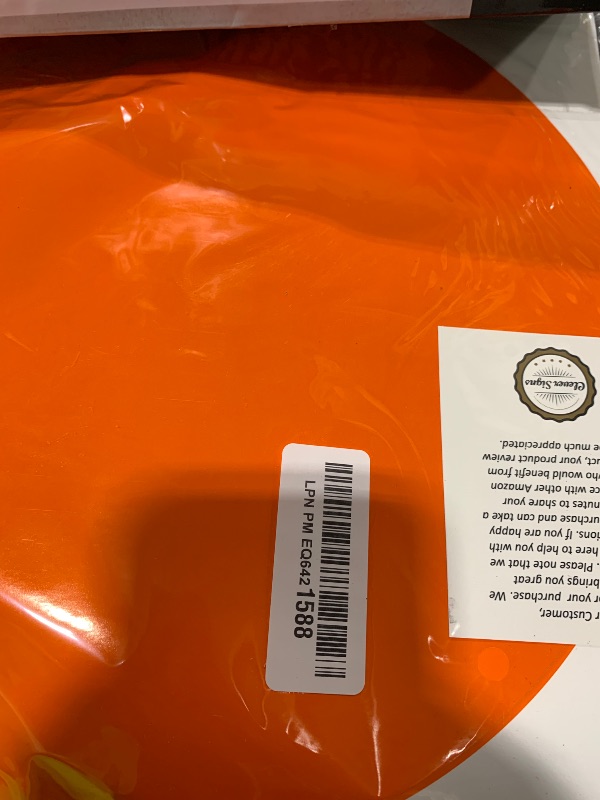 LPN PM EQ6421588
r Customer,
or your purchase. We
brings you great
. Please note that we
here to help you with
ions. If you are happy
urchase and can take a
nutes to share your
ce with other Amazon
ho would benefit from
uct, your product review
e much appreciated.
Clever Signs